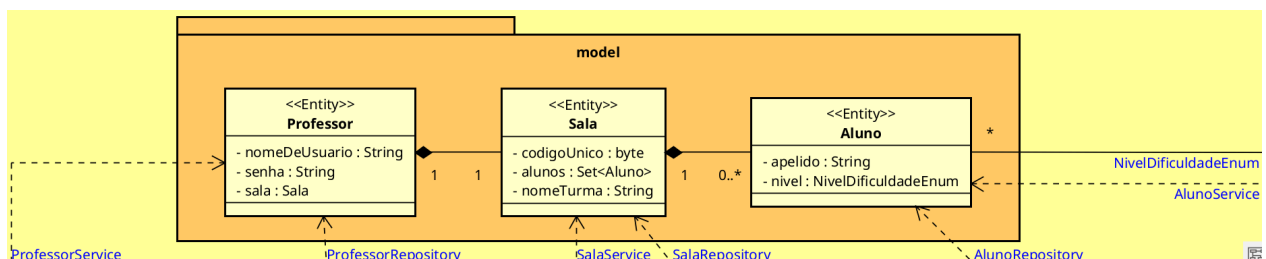 model
<<Entity>>
Professor
- nomeDeUsuario : String
- senha : String
- sala : Sala
1
1
<<Entity>>
Sala
- codigoUnico : byte
- alunos : Set<Aluno>
- nomeTurma : String
1
0..*
<<Entity>>
Aluno
- apelido : String
- nivel : NivelDificuldadeEnum
*
NivelDificuldadeEnum
AlunoService
ProfessorService
ProfessorRepository
SalaService
SalaRepository
AlunoRepository